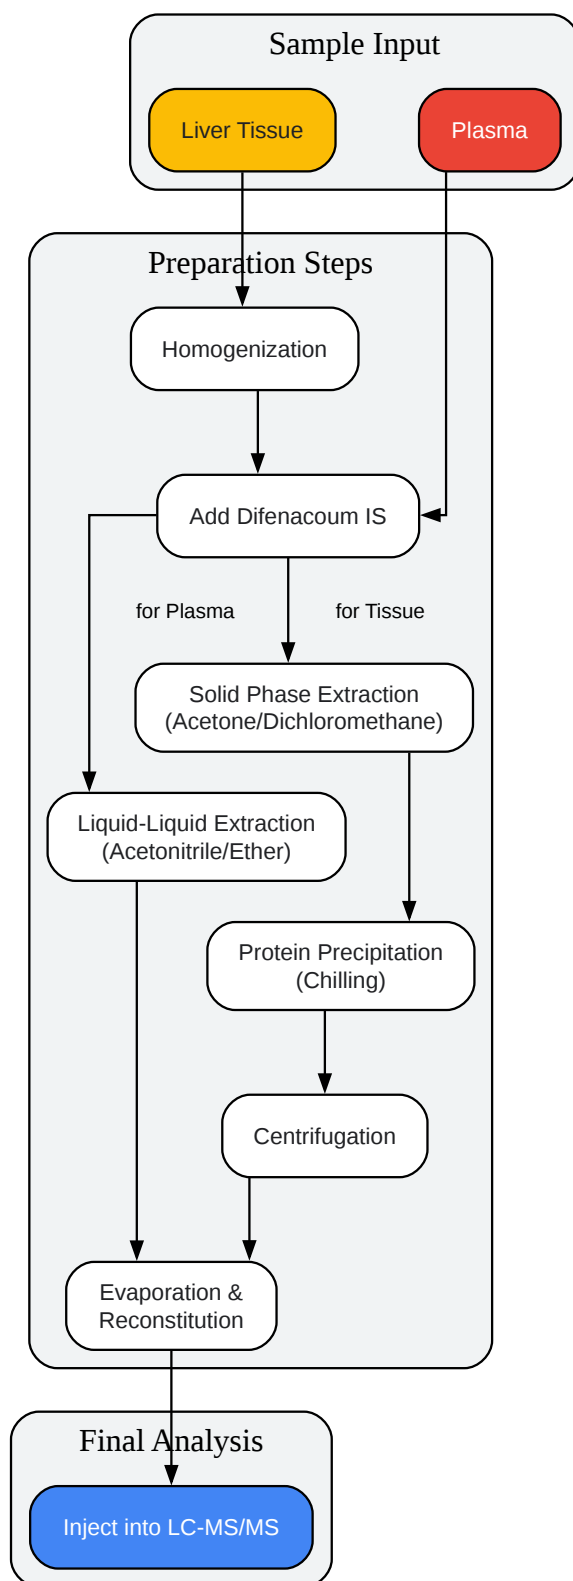 Sample Input
Liver Tissue
Plasma
Preparation Steps
Homogenization
Add Difenacoum IS
for Plasma
for Tissue
Solid Phase Extraction
(Acetone/Dichloromethane)
Liquid-Liquid Extraction
(Acetonitrile/Ether)
Protein Precipitation
(Chilling)
Centrifugation
Evaporation &
Reconstitution
Final Analysis
Inject into LC-MS/MS